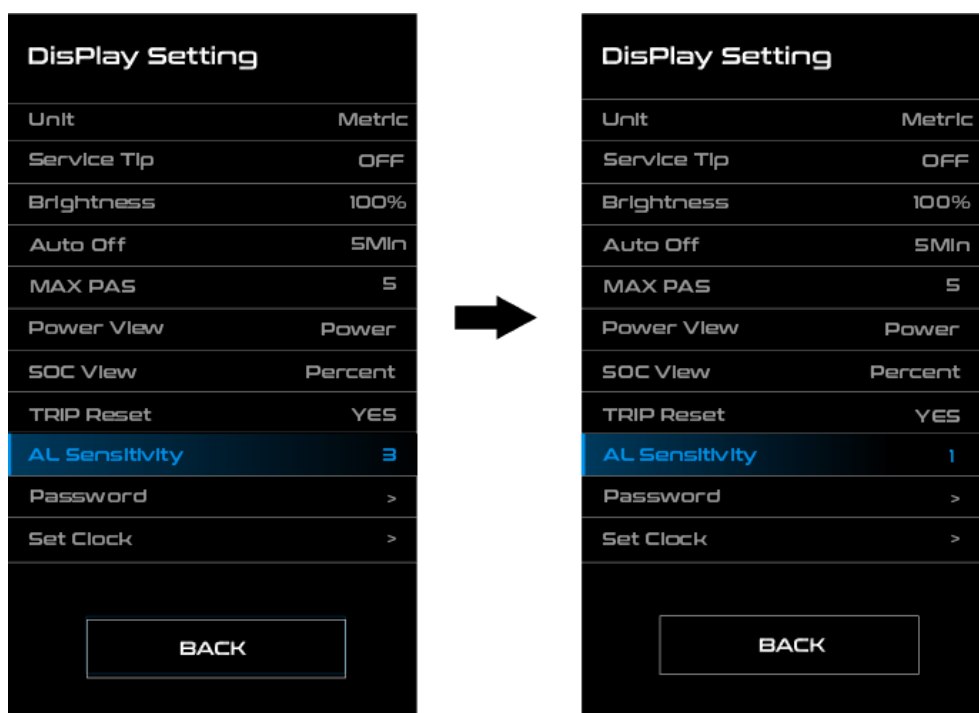 DisPlay Setting
Unit Metric
Service Tip OFF
Brightness 100%
Auto Off 5Min
MAX PAS 5
Power View Power
SOC View Percent
TRIP Reset YES
AL Sensitivity 3
Password >
Set Clock >
BACK
DisPlay Setting
Unit Metric
Service Tip OFF
Brightness 100%
Auto Off 5Min
MAX PAS 5
Power View Power
SOC View Percent
TRIP Reset YES
AL Sensitivity 1
Password >
Set Clock >
BACK